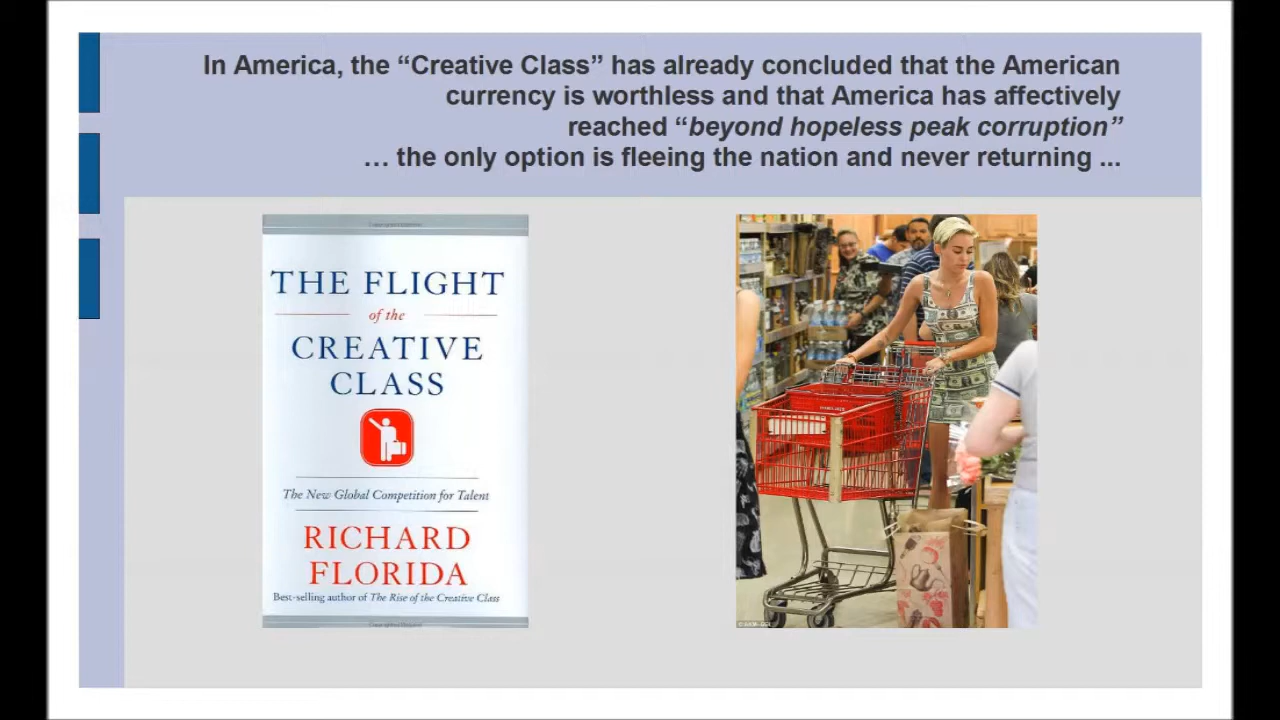 In America, the “Creative Class” has already concluded that the American
currency is worthless and that America has affectively
reached “beyond hopeless peak corruption”
… the only option is fleeing the nation and never returning ...
THE FLIGHT
of the
CREATIVE
CLASS
The New Global Competition for Talent
RICHARD
FLORIDA
Best-selling author of The Rise of the Creative Class